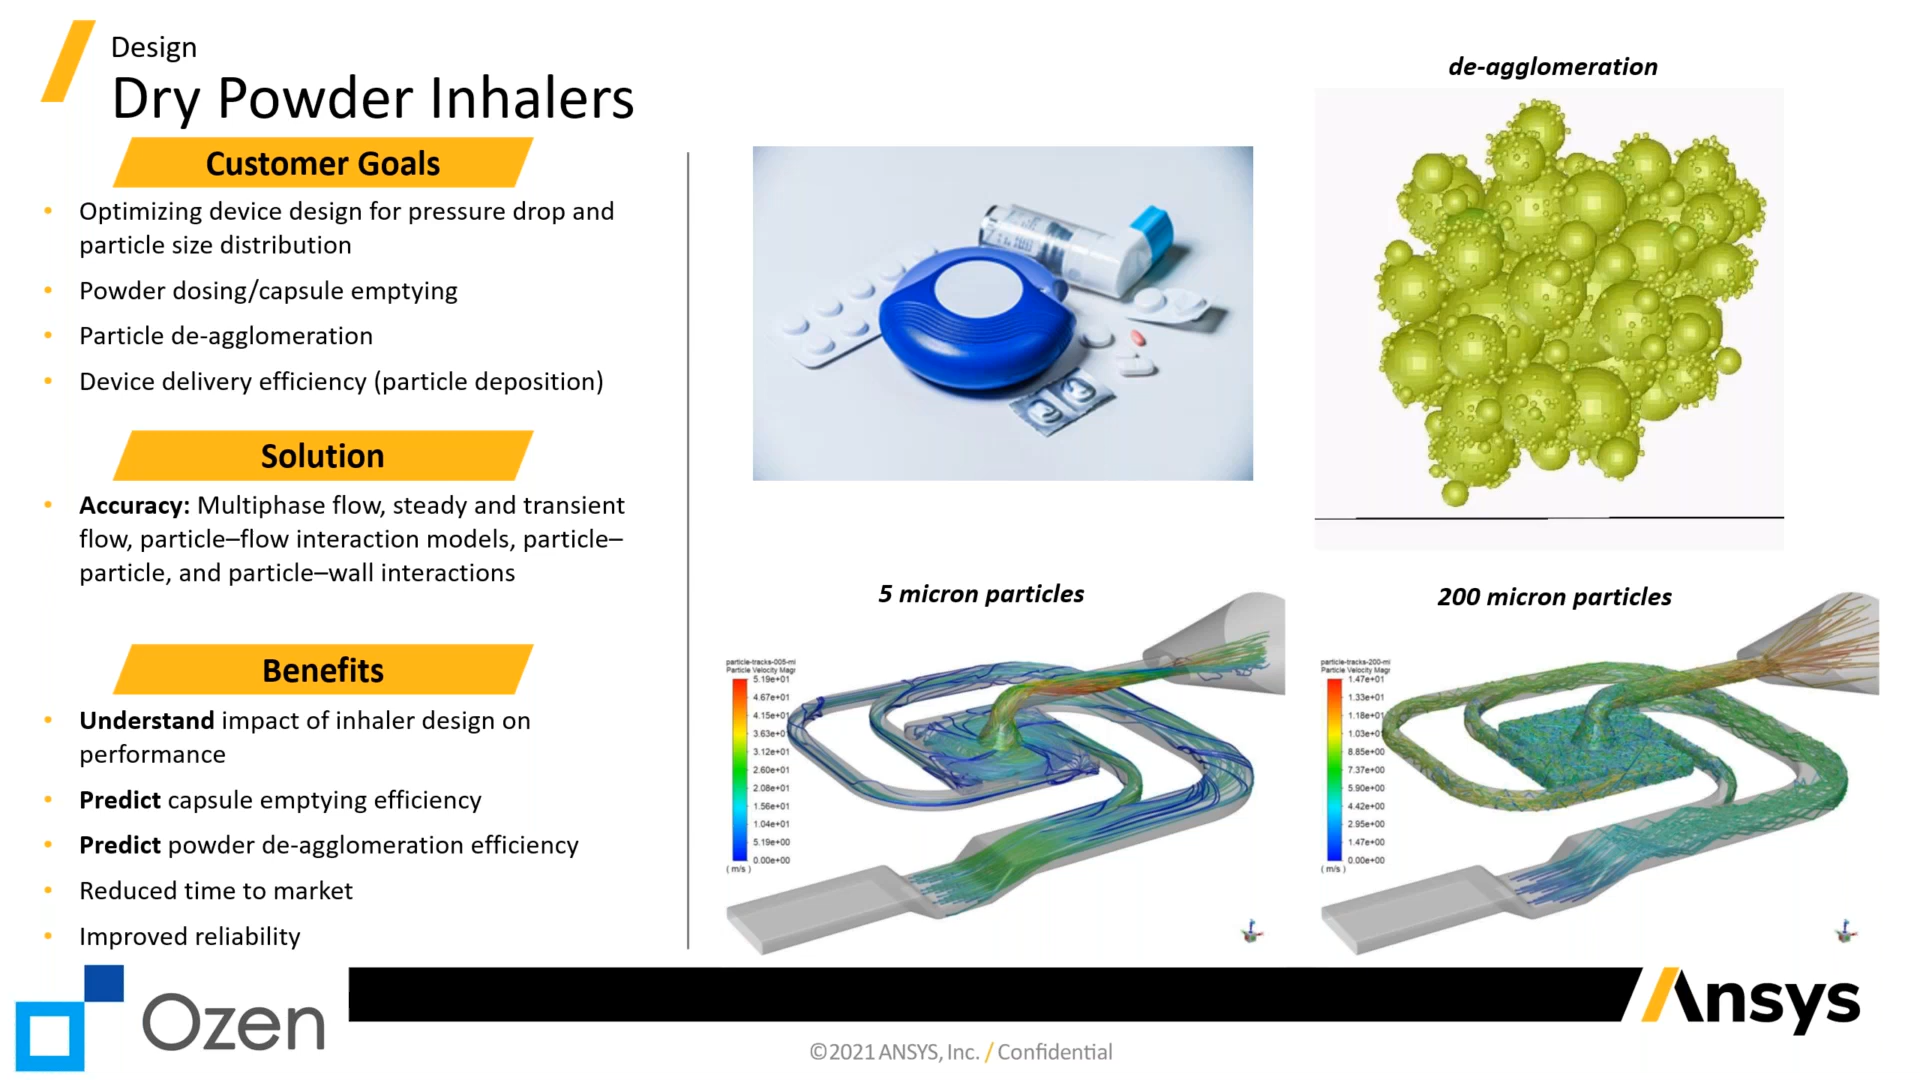 Design
Dry Powder Inhalers
Customer Goals
• Optimizing device design for pressure drop and
particle size distribution
• Powder dosing/capsule emptying
• Particle de-agglomeration
• Device delivery efficiency (particle deposition)
Solution
• Accuracy: Multiphase flow, steady and transient
flow, particle–flow interaction models, particle–
particle, and particle–wall interactions
Benefits
• Understand impact of inhaler design on
performance
• Predict capsule emptying efficiency
• Predict powder de-agglomeration efficiency
• Reduced time to market
• Improved reliability
de-agglomeration
5 micron particles
particle-tracks-005-mi
Particle Velocity Magr
5.19e+01
4.67e+01
4.15e+01
3.63e+01
3.12e+01
2.60e+01
2.08e+01
1.56e+01
1.04e+01
5.19e+00
0.00e+00
( m/s )
200 micron particles
particle-tracks-200-mi
Particle Velocity Magr
1.47e+01
1.33e+01
1.18e+01
1.03e+01
8.85e+00
7.37e+00
5.90e+00
4.42e+00
2.95e+00
1.47e+00
0.00e+00
( m/s )
Ozen
Ansys
©2021 ANSYS, Inc. / Confidential